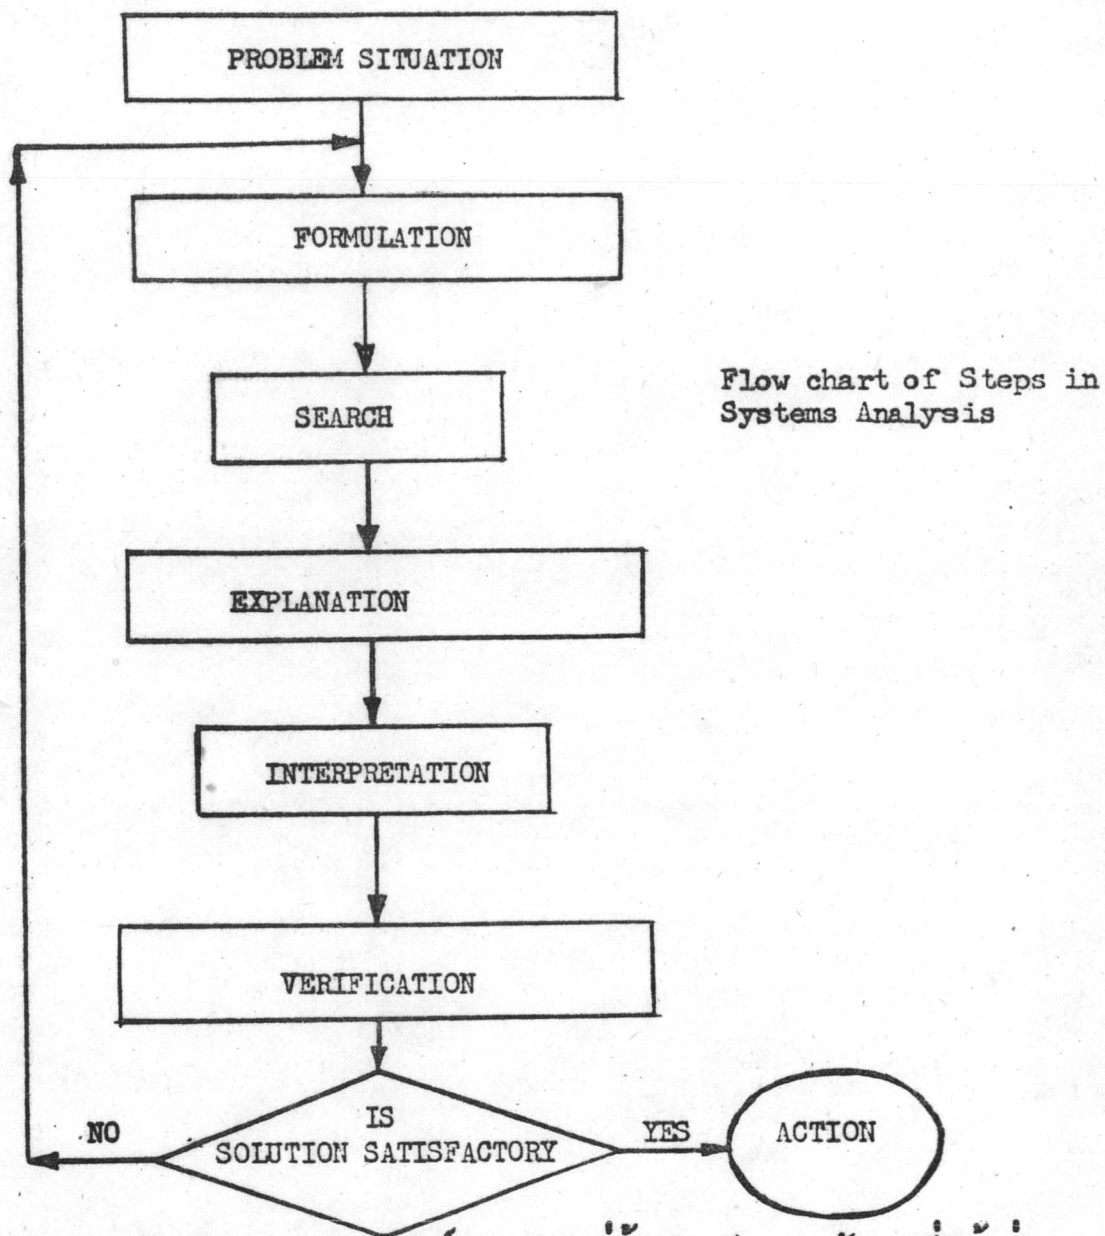 PROBLEM SITUATION
FORMULATION
SEARCH
Flow chart of Steps in
Systems Analysis
EXPLANATION
INTERPRETATION
VERIFICATION
IS
SOLUTION SATISFACTORY
NO
YES
ACTION